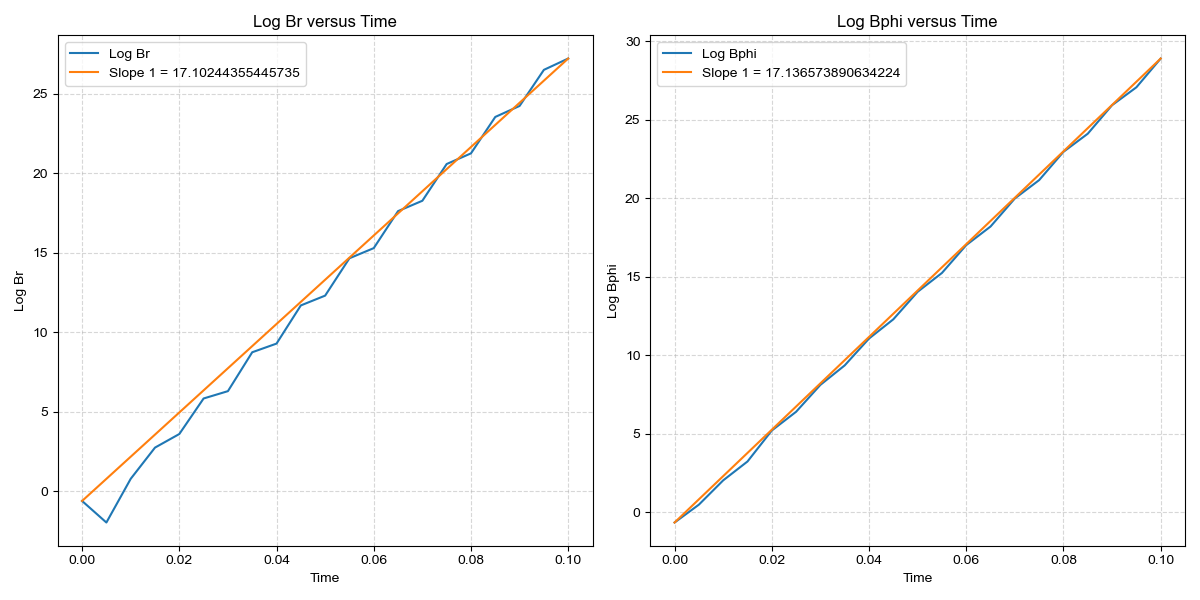 Log Br versus Time
Log Br
Slope 1 = 17.10244355445735
25
20
15
10
5
0
Log Br
0.00 0.02 0.04 0.06 0.08 0.10
Time
Log Bphi versus Time
Log Bphi
Slope 1 = 17.136573890634224
30
25
20
15
10
5
0
Log Bphi
0.00 0.02 0.04 0.06 0.08 0.10
Time